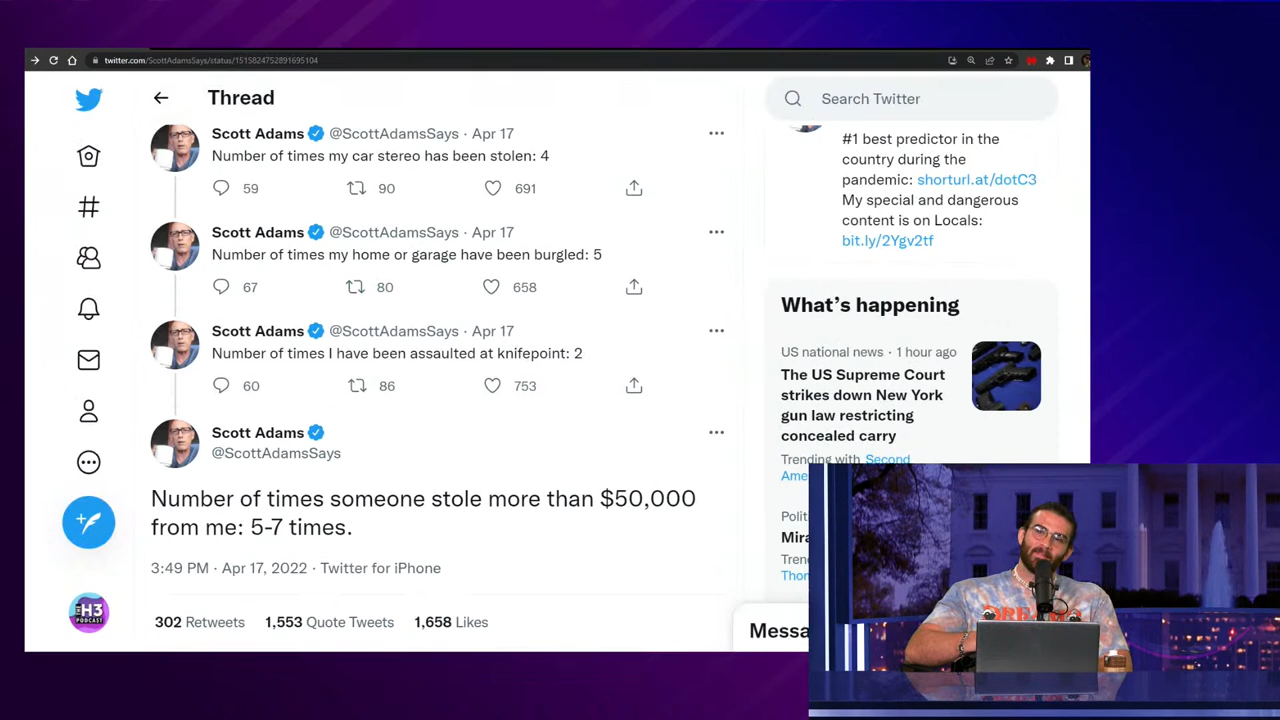 twitter.com/ScottAdamsSays/status/1515824752891695104
Thread
Search Twitter
Scott Adams @ScottAdamsSays · Apr 17
Number of times my car stereo has been stolen: 4
59 90 691
Scott Adams @ScottAdamsSays · Apr 17
Number of times my home or garage have been burgled: 5
67 80 658
Scott Adams @ScottAdamsSays · Apr 17
Number of times I have been assaulted at knifepoint: 2
60 86 753
Scott Adams
@ScottAdamsSays
Number of times someone stole more than $50,000
from me: 5-7 times.
3:49 PM · Apr 17, 2022 · Twitter for iPhone
302 Retweets 1,553 Quote Tweets 1,658 Likes
H3
PODCAST
#1 best predictor in the
country during the
pandemic: shorturl.at/dotC3
My special and dangerous
content is on Locals:
bit.ly/2Ygv2tf
What's happening
US national news · 1 hour ago
The US Supreme Court
strikes down New York
gun law restricting
concealed carry
Trending with Second
Ame
Polit
Mira
Tren
Thon
Messa